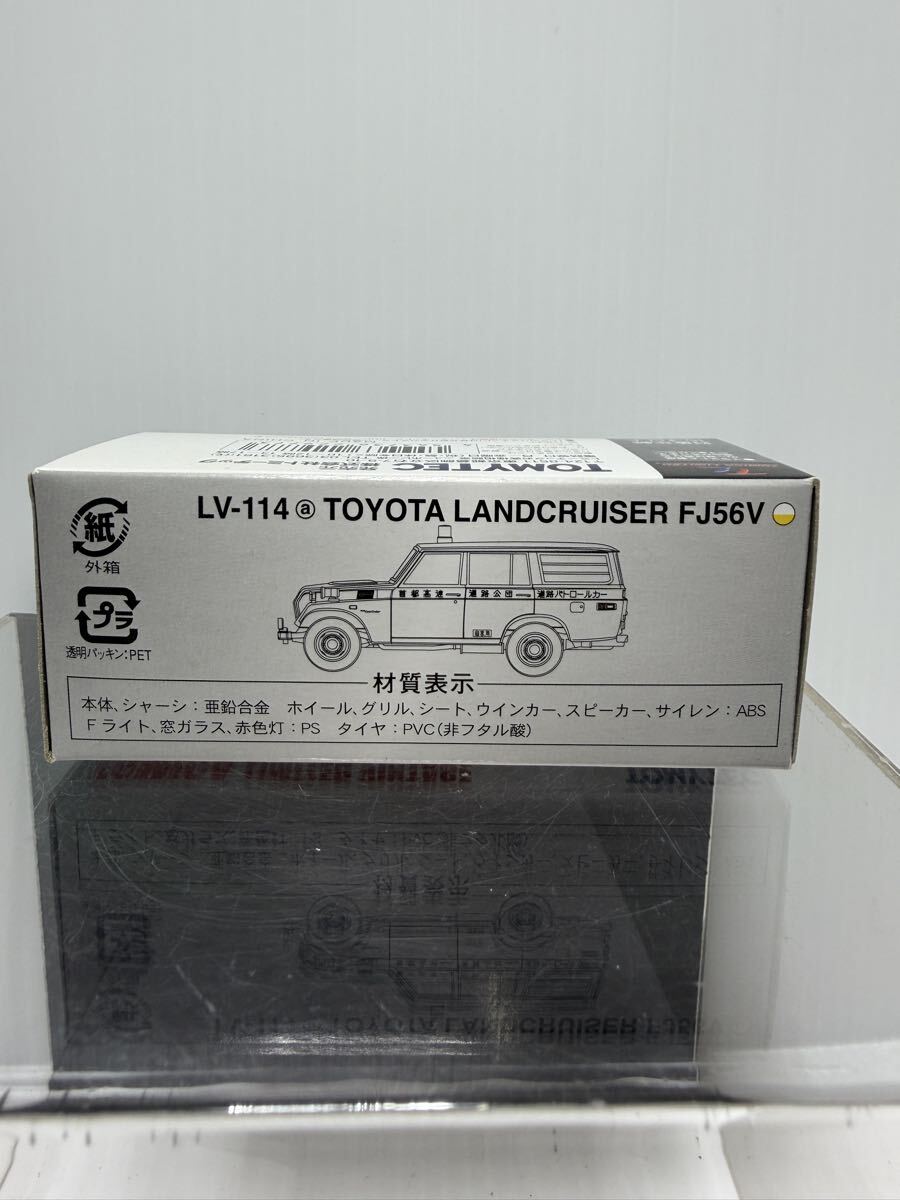 TOMYTEC
LV-114 ⓐ TOYOTA LANDCRUISER FJ56V
紙
外箱
プラ
透明パッキン:PET
首都高速 道路公団 道路パトロールカー
材質表示
本体、シャーシ:亜鉛合金 ホイール、グリル、シート、ウインカー、スピーカー、サイレン:ABS
Fライト、窓ガラス、赤色灯:PS タイヤ:PVC(非フタル酸)